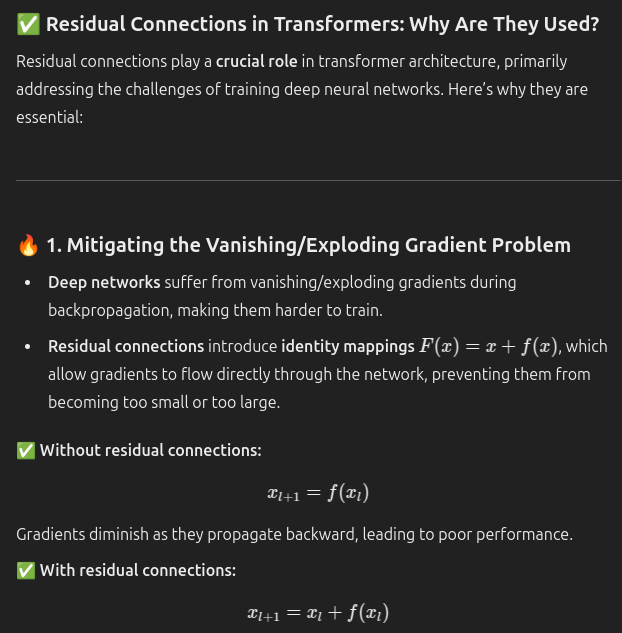 ✅ Residual Connections in Transformers: Why Are They Used?
Residual connections play a crucial role in transformer architecture, primarily
addressing the challenges of training deep neural networks. Here's why they are
essential:
🔥 1. Mitigating the Vanishing/Exploding Gradient Problem
• Deep networks suffer from vanishing/exploding gradients during
backpropagation, making them harder to train.
• Residual connections introduce identity mappings F(x) = x + f(x), which
allow gradients to flow directly through the network, preventing them from
becoming too small or too large.
✅ Without residual connections:
x_{l+1} = f(x_l)
Gradients diminish as they propagate backward, leading to poor performance.
✅ With residual connections:
x_{l+1} = x_l + f(x_l)